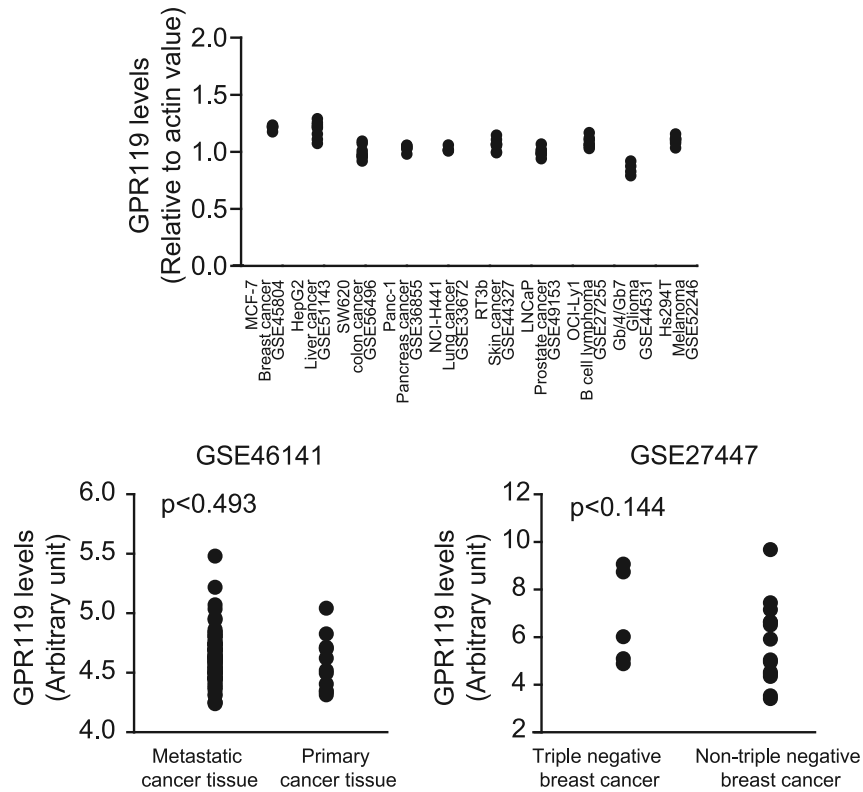 GPR119 levels
(Relative to actin value)
2.0
1.5
1.0
0.5
0.0
MCF-7
Breast cancer
GSE45804
HepG2
Liver cancer
GSE51143
SW620
colon cancer
GSE56496
Panc-1
Pancreas cancer
GSE36855
NCI-H441
Lung cancer
GSE33672
RT3b
Skin cancer
GSE44327
LNCaP
Prostate cancer
GSE49153
OCI-Ly1
B cell lymphoma
GSE27255
Gb/4/Gb7
Glioma
GSE44531
Hs294T
Melanoma
GSE52246
GSE46141
GPR119 levels
(Arbitrary unit)
6.0
5.5
5.0
4.5
4.0
p<0.493
Metastatic
cancer tissue
Primary
cancer tissue
GSE27447
GPR119 levels
(Arbitrary unit)
12
10
8
6
4
2
p<0.144
Triple negative
breast cancer
Non-triple negative
breast cancer